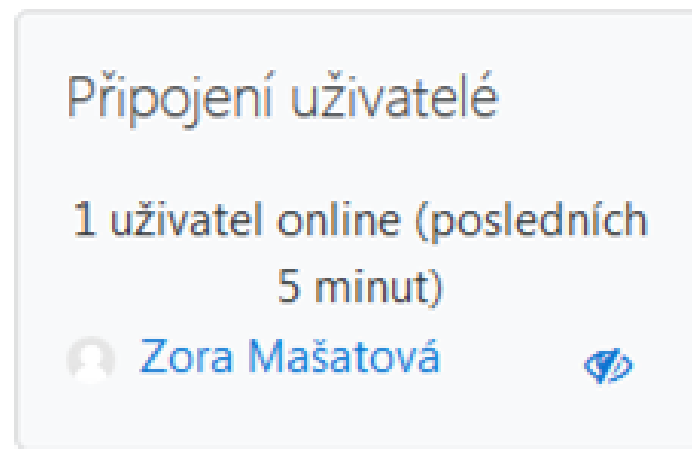 Připojení uživatelé
1 uživatel online (posledních
5 minut)
Zora Mašatová